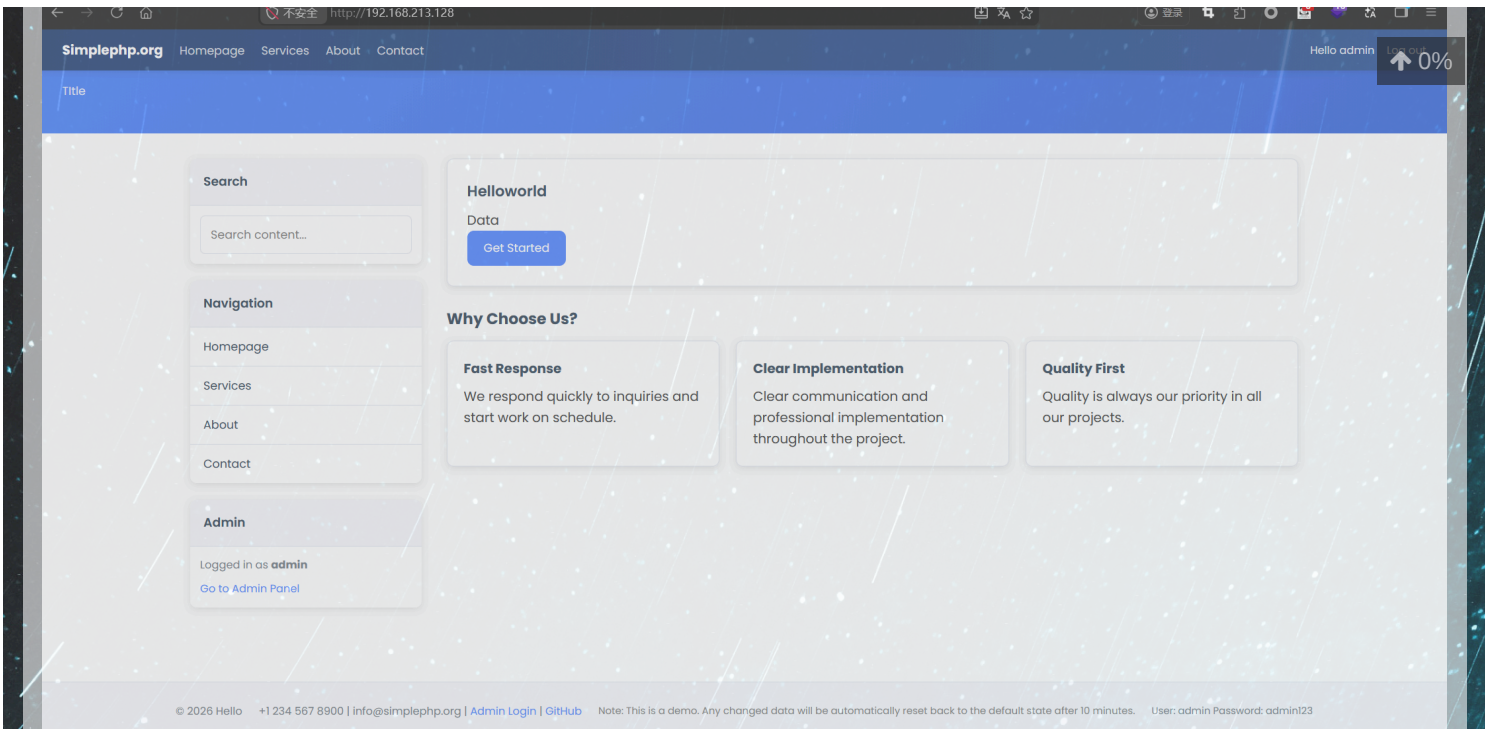 不安全 http://192.168.213.128 登录
Simplephp.org Homepage Services About Contact Hello admin Log out
0%
TItle
Search
Search content...
Navigation
Homepage
Services
About
Contact
Admin
Logged in as admin
Go to Admin Panel
Helloworld
Data
Get Started
Why Choose Us?
Fast Response
We respond quickly to inquiries and
start work on schedule.
Clear Implementation
Clear communication and
professional implementation
throughout the project.
Quality First
Quality is always our priority in all
our projects.
© 2026 Hello +1 234 567 8900 | info@simplephp.org | Admin Login | GitHub Note: This is a demo. Any changed data will be automatically reset back to the default state after 10 minutes. User: admin Password: admin123